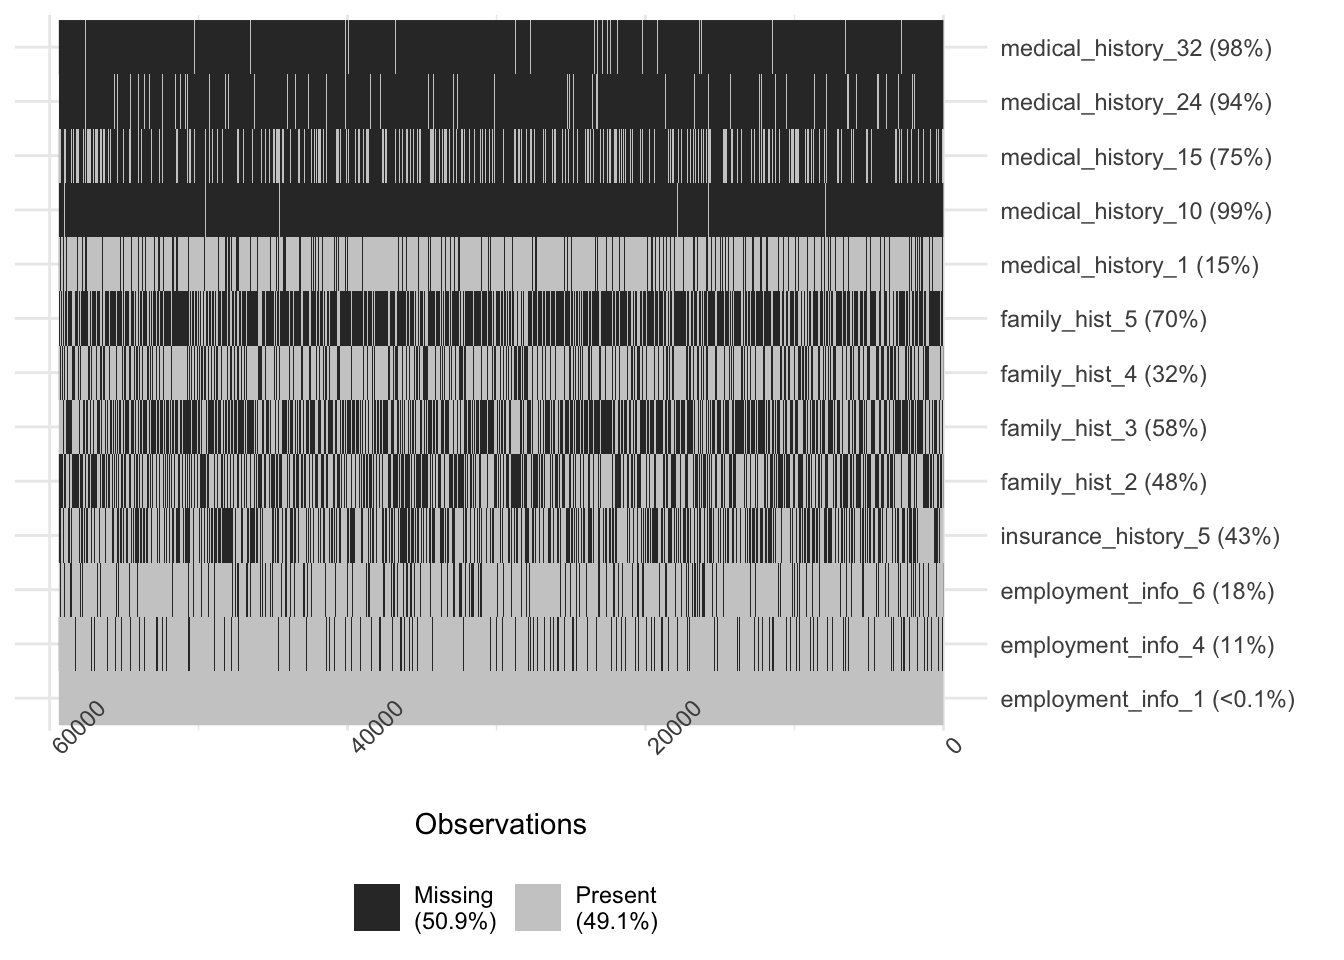 medical_history_32 (98%)
medical_history_24 (94%)
medical_history_15 (75%)
medical_history_10 (99%)
medical_history_1 (15%)
family_hist_5 (70%)
family_hist_4 (32%)
family_hist_3 (58%)
family_hist_2 (48%)
insurance_history_5 (43%)
employment_info_6 (18%)
employment_info_4 (11%)
employment_info_1 (<0.1%)
60000
40000
20000
0
Observations
Missing
(50.9%)
Present
(49.1%)